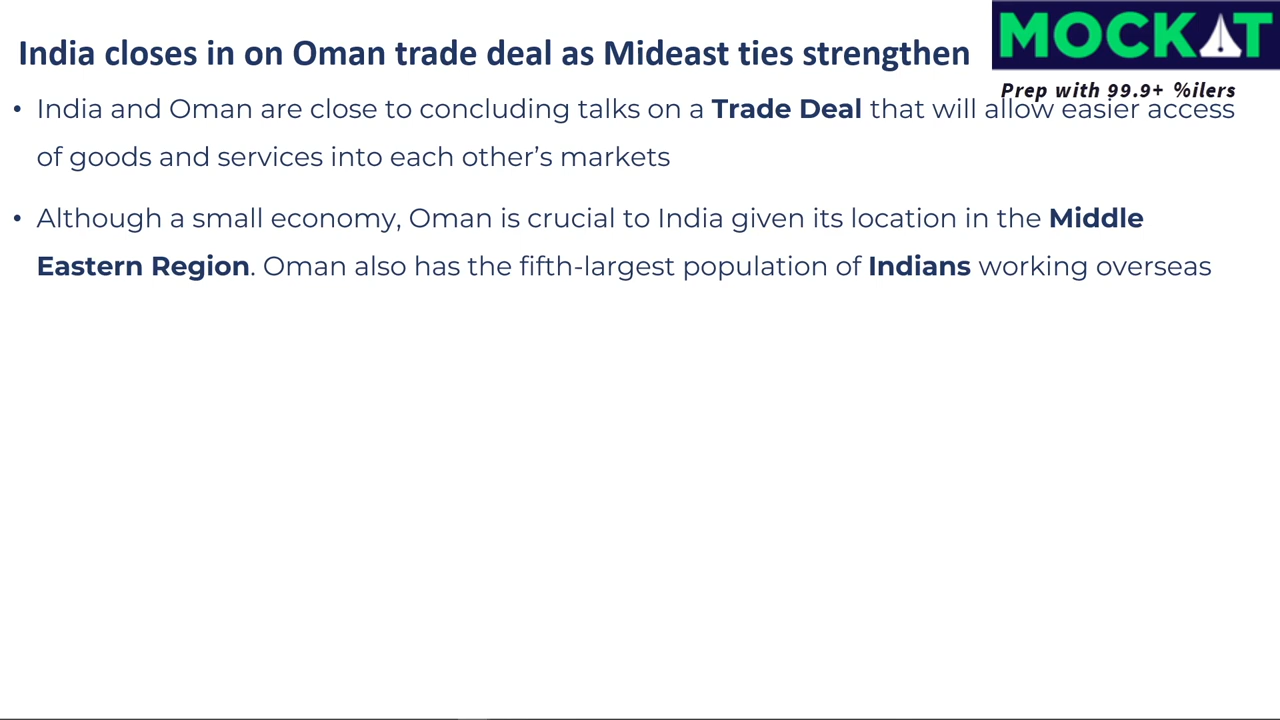 India closes in on Oman trade deal as Mideast ties strengthen
MOCKAT
Prep with 99.9+ %ilers
• India and Oman are close to concluding talks on a Trade Deal that will allow easier access
of goods and services into each other’s markets
• Although a small economy, Oman is crucial to India given its location in the Middle
Eastern Region. Oman also has the fifth-largest population of Indians working overseas